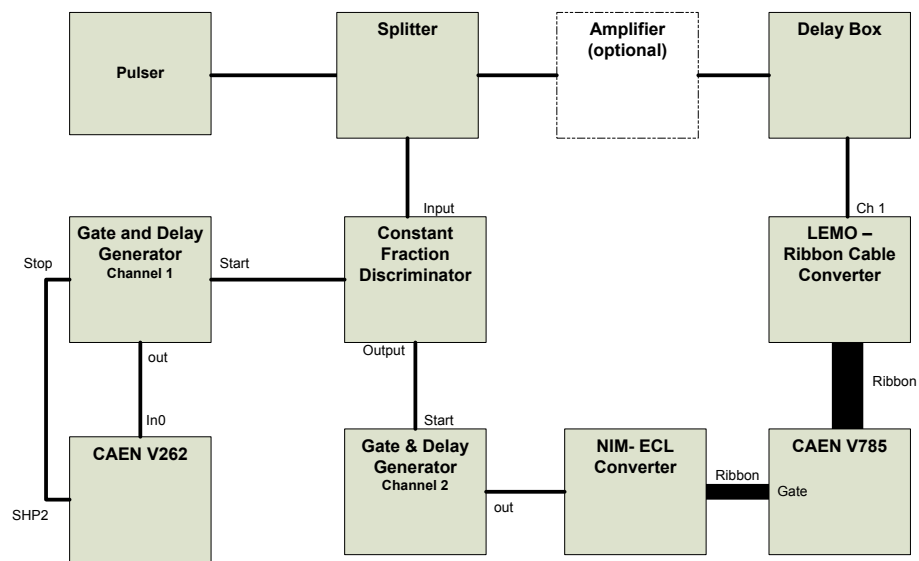 Pulser
Splitter
Amplifier
(optional)
Delay Box
Input
Ch 1
Gate and Delay
Generator
Channel 1
Stop
Start
Constant
Fraction
Discriminator
LEMO –
Ribbon Cable
Converter
out
Output
Ribbon
In0
Start
CAEN V262
SHP2
Gate & Delay
Generator
Channel 2
out
NIM- ECL
Converter
Ribbon
CAEN V785
Gate